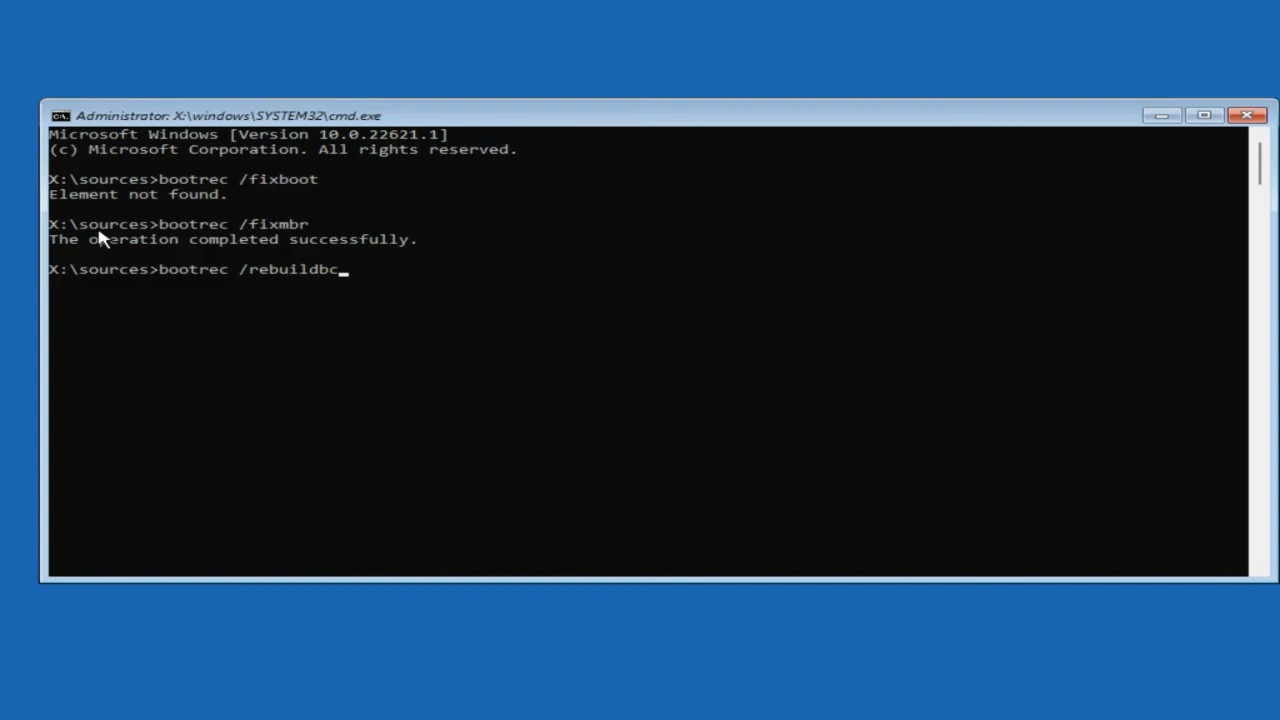 Administrator: X:\windows\SYSTEM32\cmd.exe
Microsoft Windows [Version 10.0.22621.1]
(c) Microsoft Corporation. All rights reserved.
X:\sources>bootrec /fixboot
Element not found.
X:\sources>bootrec /fixmbr
The operation completed successfully.
X:\sources>bootrec /rebuildbc